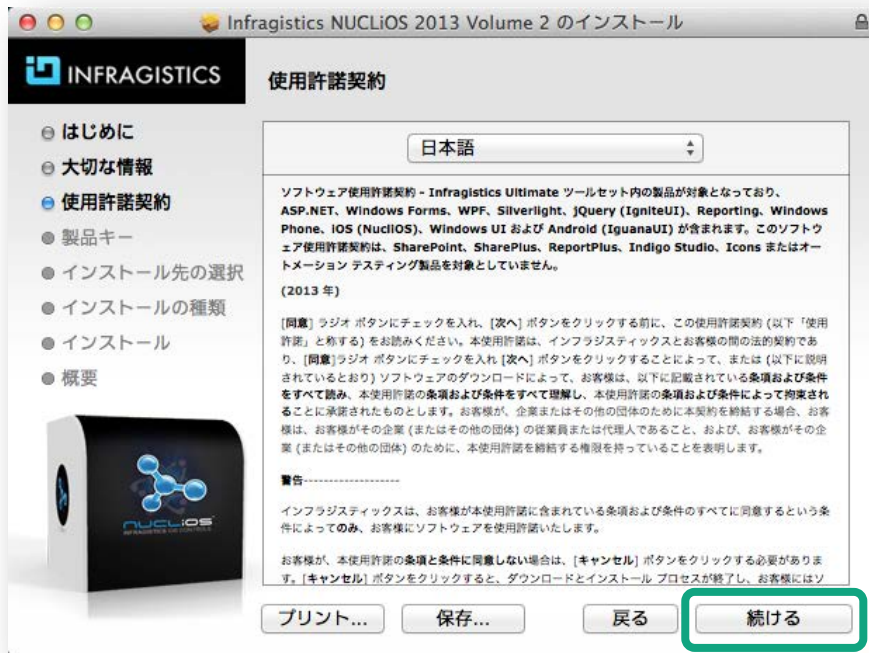 Infragistics NUCLiOS 2013 Volume 2 のインストール
INFRAGISTICS
使用許諾契約
はじめに
大切な情報
使用許諾契約
製品キー
インストール先の選択
インストールの種類
インストール
概要
日本語
ソフトウェア使用許諾契約 - Infragistics Ultimate ツールセット内の製品が対象となっており、
ASP.NET、Windows Forms、WPF、Silverlight、jQuery (IgniteUI)、Reporting、Windows
Phone、iOS (NucliOS)、Windows UI および Android (IguanaUI) が含まれます。このソフトウ
ェア使用許諾契約は、SharePoint、SharePlus、ReportPlus、Indigo Studio、Icons またはオー
トメーション テスティング製品を対象としていません。
(2013 年)
[同意] ラジオ ボタンにチェックを入れ、[次へ] ボタンをクリックする前に、この使用許諾契約 (以下「使用
許諾」と称する) をお読みください。本使用許諾は、インフラジスティックスとお客様の間の法的契約であ
り、[同意]ラジオ ボタンにチェックを入れ [次へ] ボタンをクリックすることによって、または (以下に説明
されているとおり) ソフトウェアのダウンロードによって、お客様は、以下に記載されている条項および条件
をすべて読み、本使用許諾の条項および条件をすべて理解し、本使用許諾の条項および条件によって拘束され
ることに承諾されたものとします。お客様が、企業またはその他の団体のために本契約を締結する場合、お客
様は、お客様がその企業 (またはその他の団体) の従業員または代理人であること、および、お客様がその企
業 (またはその他の団体) のために、本使用許諾を締結する権限を持っていることを表明します。
警告-------------------
インフラジスティックスは、お客様が本使用許諾に含まれている条項および条件のすべてに同意するという条
件によってのみ、お客様にソフトウェアを使用許諾いたします。
お客様が、本使用許諾の条項と条件に同意しない場合は、[キャンセル] ボタンをクリックする必要がありま
す。[キャンセル] ボタンをクリックすると、ダウンロードとインストール プロセスが終了し、お客様にはソ
NUCLiOS
INFRAGISTICS iOS CONTROLS
プリント...
保存...
戻る
続ける